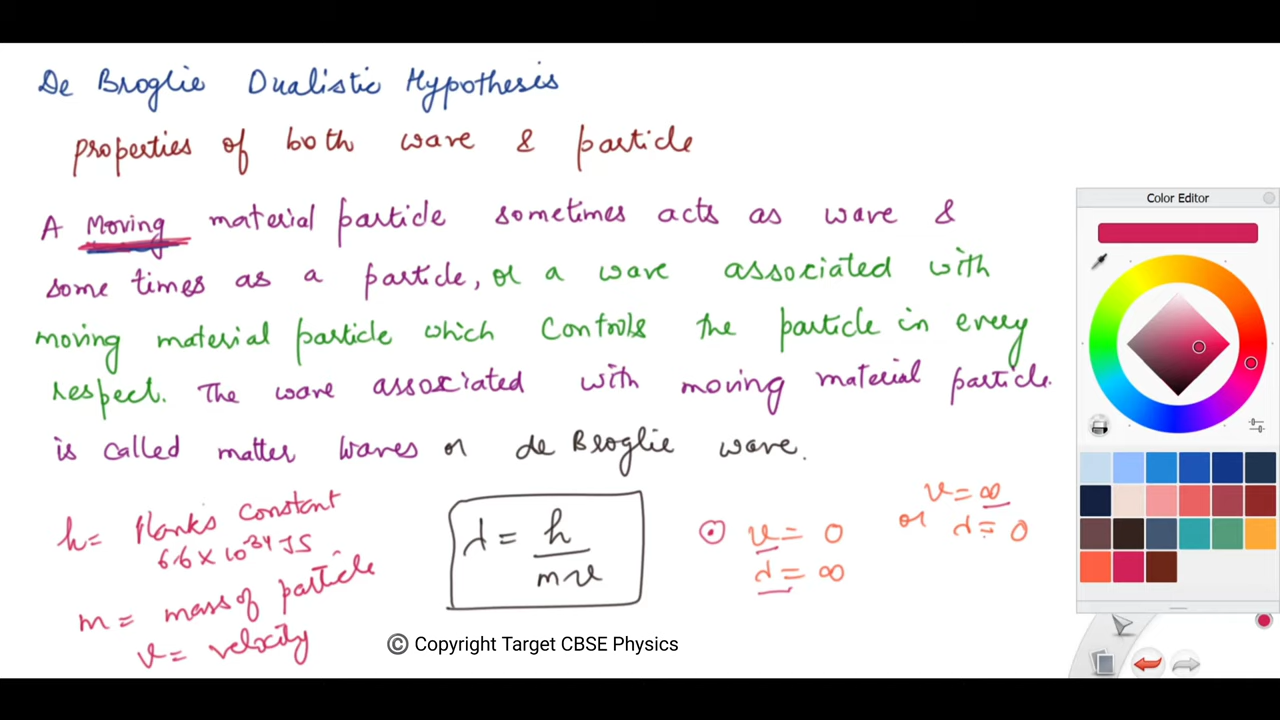 De Broglie Dualistic Hypothesis
properties of both wave & particle
A Moving material particle sometimes acts as wave &
some times as a particle, or a wave associated with
moving material particle which controls the particle in every
respect. The wave associated with moving material particle.
is called matter waves or de Broglie wave.
h = Planks constant
6.6 × 10^34 JS
m = mass of particle
v = velocity
λ = h / mv
v = 0
λ = ∞
v = ∞
or λ = 0
© Copyright Target CBSE Physics
Color Editor